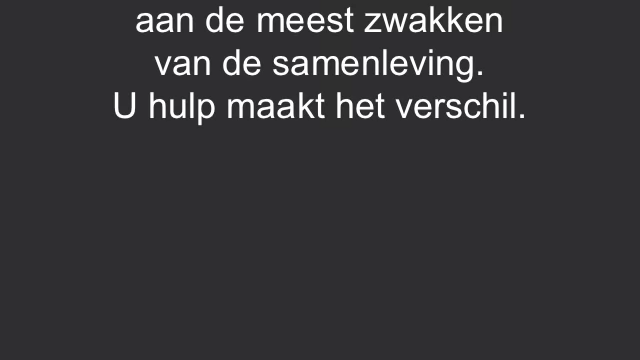 aan de meest zwakken
van de samenleving.
U hulp maakt het verschil.